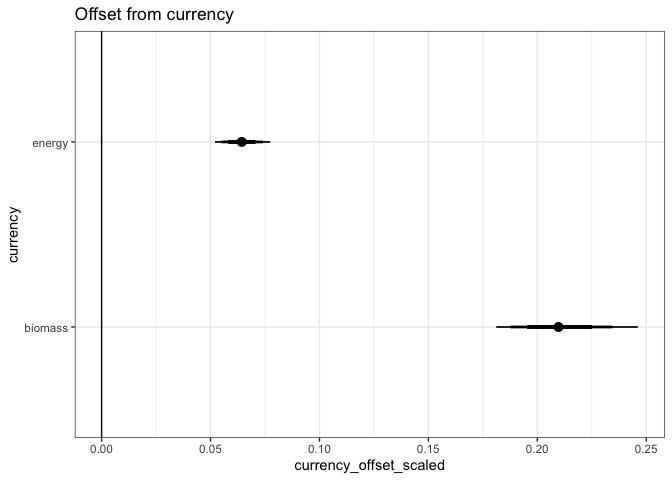 Offset from currency
energy
currency
biomass
0.00 0.05 0.10 0.15 0.20 0.25
currency_offset_scaled